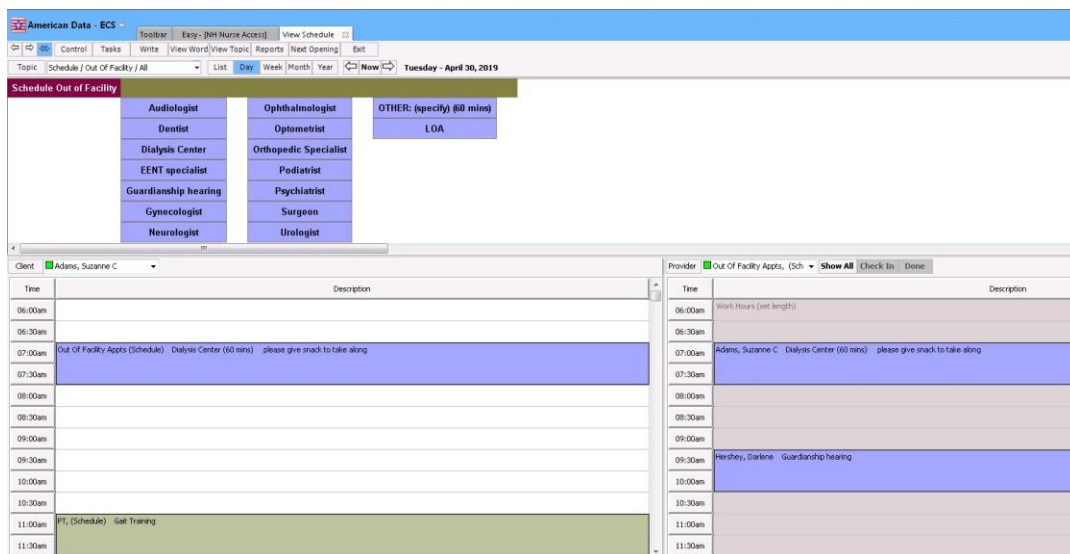 American Data - ECS
Toolbar Easy - [NH Nurse Access] View Schedule
Control Tasks Write View Word View Topic Reports Next Opening Exit
Topic Schedule / Out Of Facility / All List Day Week Month Year Now Tuesday - April 30, 2019
Schedule Out of Facility
Audiologist Ophthalmologist OTHER: (specify) (60 mins)
Dentist Optometrist LOA
Dialysis Center Orthopedic Specialist
EENT specialist Podiatrist
Guardianship hearing Psychiatrist
Gynecologist Surgeon
Neurologist Urologist
Client Adams, Suzanne C Provider Out Of Facility Appts, (Sch Show All Check In Done
Time Description Time Description
06:00am 06:00am Work Hours (set length)
06:30am 06:30am
07:00am Out Of Facility Appts (Schedule) Dialysis Center (60 mins) please give snack to take along 07:00am Adams, Suzanne C Dialysis Center (60 mins) please give snack to take along
07:30am 07:30am
08:00am 08:00am
08:30am 08:30am
09:00am 09:00am
09:30am 09:30am Hershey, Darlene Guardianship hearing
10:00am 10:00am
10:30am 10:30am
11:00am PT, (Schedule) Gait Training 11:00am
11:30am 11:30am